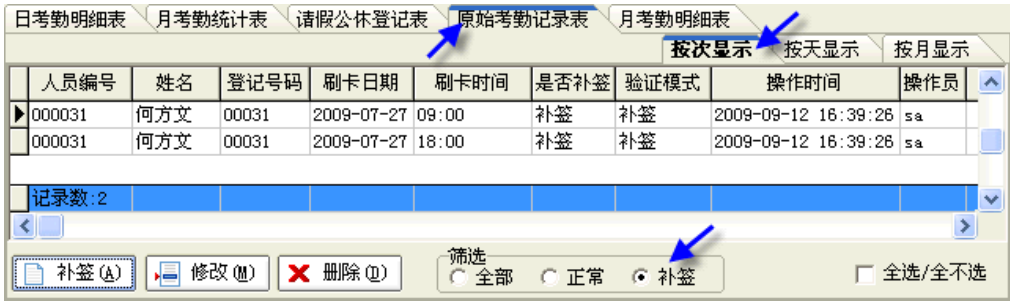 日考勤明细表 月考勤统计表 请假公休登记表 原始考勤记录表 月考勤明细表
按次显示 按天显示 按月显示
人员编号 姓名 登记号码 刷卡日期 刷卡时间 是否补签 验证模式 操作时间 操作员
000031 何方文 00031 2009-07-27 09:00 补签 补签 2009-09-12 16:39:26 sa
000031 何方文 00031 2009-07-27 18:00 补签 补签 2009-09-12 16:39:26 sa
记录数:2
筛选
补签(A) 修改(M) 删除(D) 全部 正常 补签 全选/全不选